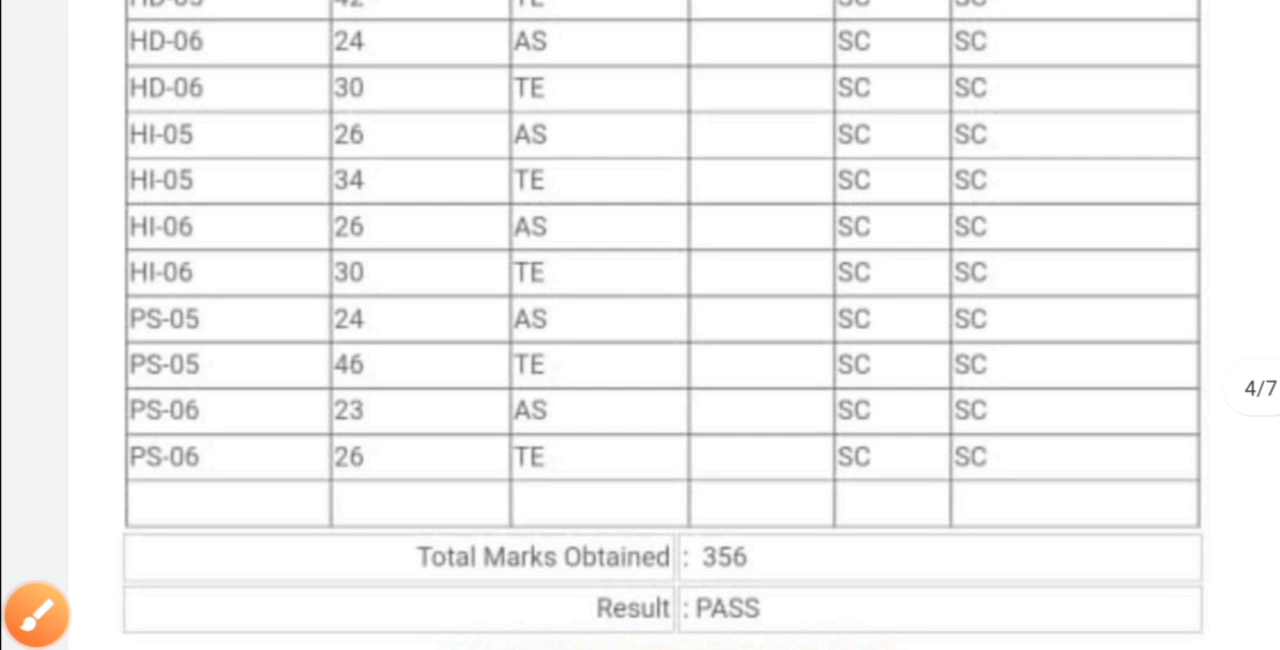 HD-06 24 AS SC SC
HD-06 30 TE SC SC
HI-05 26 AS SC SC
HI-05 34 TE SC SC
HI-06 26 AS SC SC
HI-06 30 TE SC SC
PS-05 24 AS SC SC
PS-05 46 TE SC SC
PS-06 23 AS SC SC
PS-06 26 TE SC SC
Total Marks Obtained : 356
Result : PASS
4/7